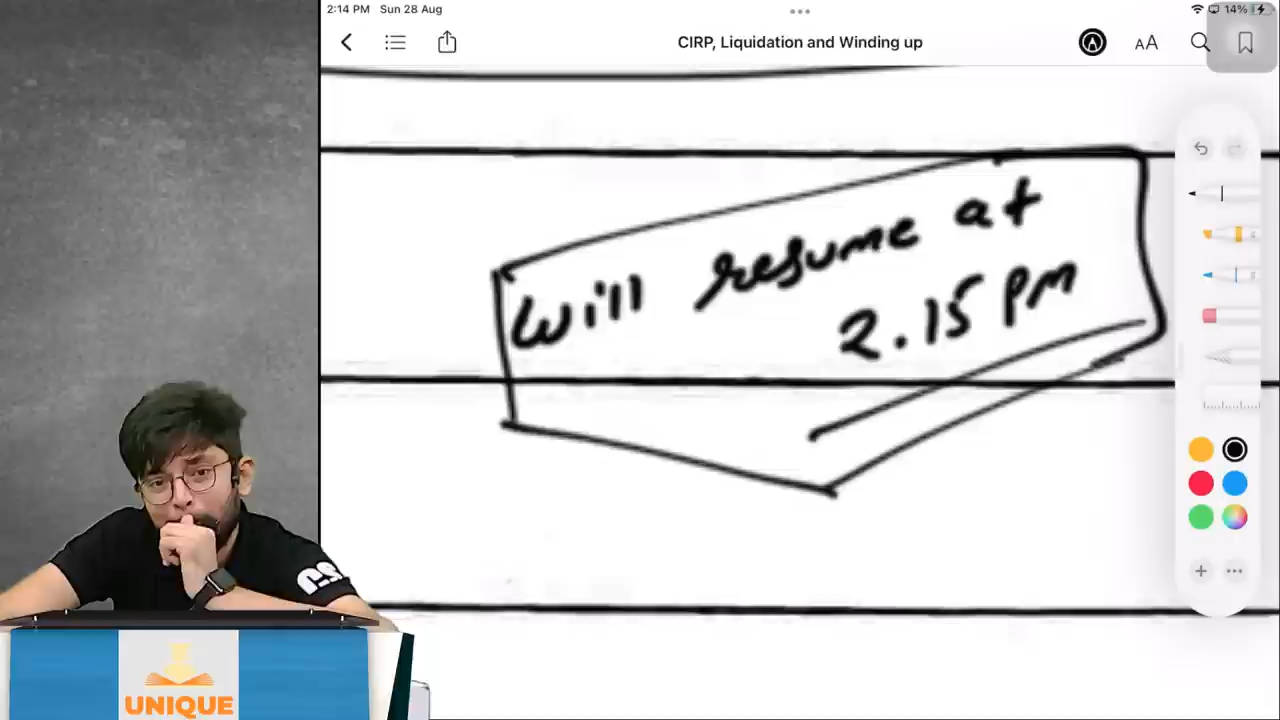 2:14 PM Sun 28 Aug
14%
CIRP, Liquidation and Winding up
AA
Will resume at
2.15 pm
CS
UNIQUE